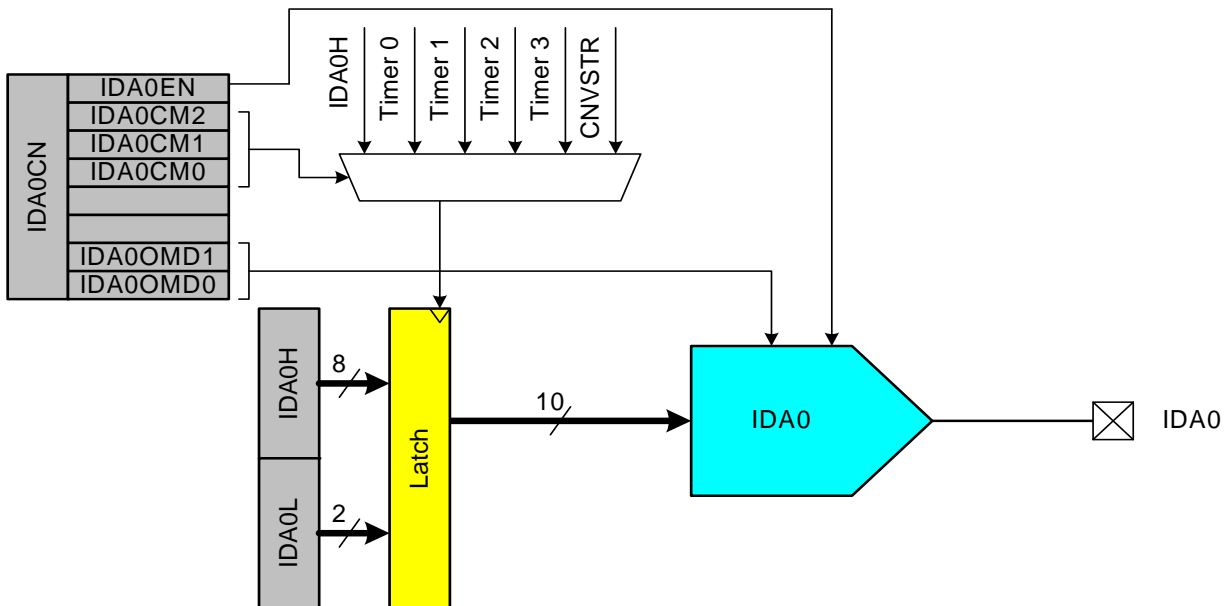 IDA0CN
IDA0EN
IDA0CM2
IDA0CM1
IDA0CM0
IDA0OMD1
IDA0OMD0
IDA0H
Timer 0
Timer 1
Timer 2
Timer 3
CNVSTR
IDA0H
8
IDA0L
2
Latch
10
IDA0
IDA0